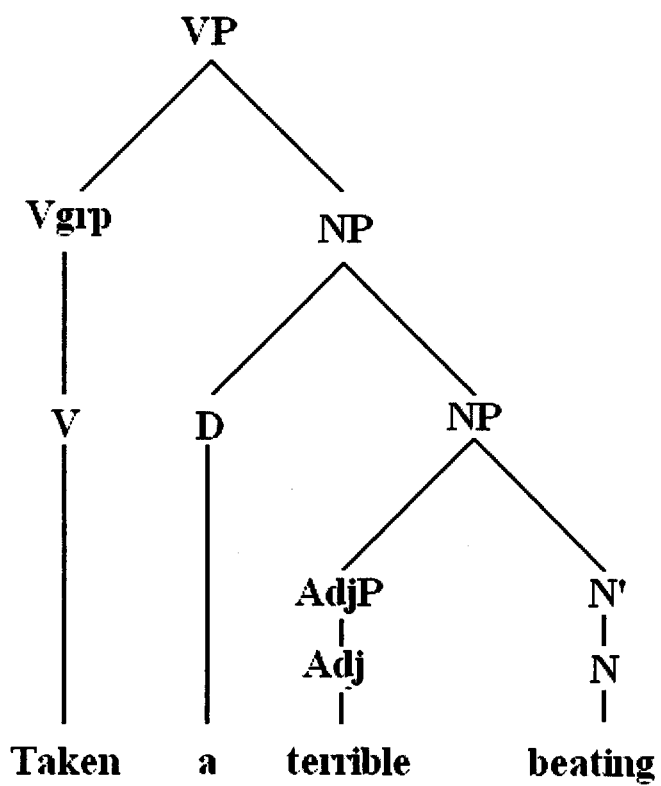 VP
Vgrp NP
V D NP
AdjP N'
Adj N
Taken a terrible beating